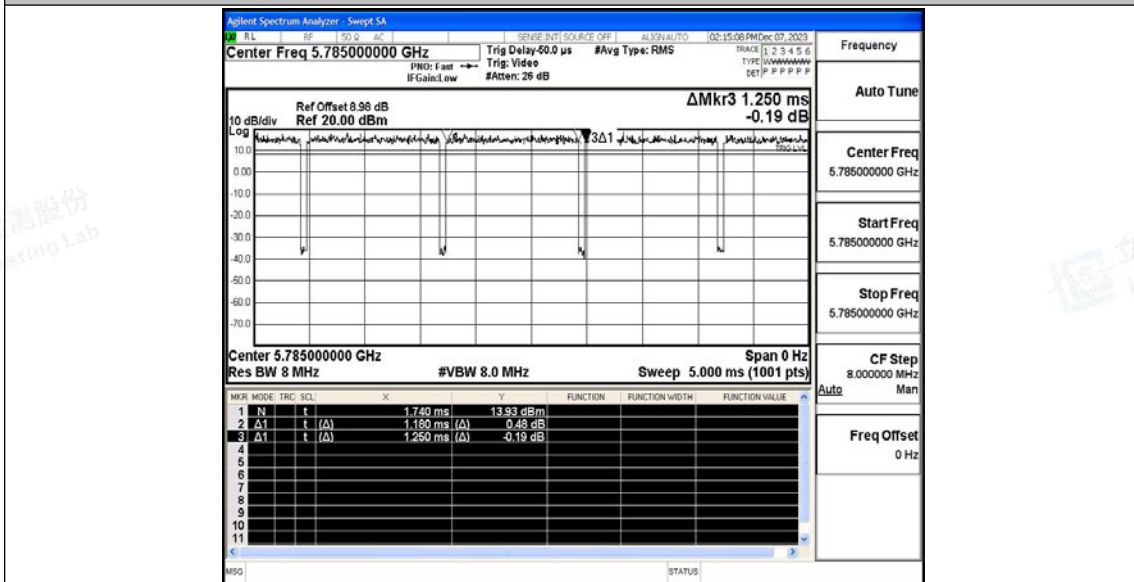 Agilent Spectrum Analyzer - Swept SA
RL RF 50 Ω AC SENSE:INT SOURCE OFF ALIGNAUTO 02:15:08 PM Dec 07, 2023
Center Freq 5.785000000 GHz
PNO: Fast
IFGain:Low
Trig Delay-50.0 µs
Trig: Video
#Atten: 26 dB
#Avg Type: RMS
TRACE 1 2 3 4 5 6
TYPE WWWWWW
DET P P P P P P
Frequency
ΔMkr3 1.250 ms
-0.19 dB
Ref Offset 8.98 dB
10 dB/div Ref 20.00 dBm
Log
3Δ1
TRIG LVL
10.0
0.00
-10.0
-20.0
-30.0
-40.0
-50.0
-60.0
-70.0
Center 5.785000000 GHz Span 0 Hz
Res BW 8 MHz #VBW 8.0 MHz Sweep 5.000 ms (1001 pts)
MKR MODE TRC SCL X Y FUNCTION FUNCTION WIDTH FUNCTION VALUE
1 N t 1.740 ms 13.93 dBm
2 Δ1 t (Δ) 1.180 ms (Δ) 0.48 dB
3 Δ1 t (Δ) 1.250 ms (Δ) -0.19 dB
4
5
6
7
8
9
10
11
MSG STATUS
Auto Tune
Center Freq
5.785000000 GHz
Start Freq
5.785000000 GHz
Stop Freq
5.785000000 GHz
CF Step
8.000000 MHz
Auto Man
Freq Offset
0 Hz
测股份
Lab